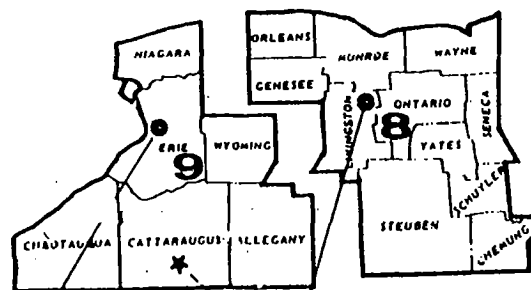 NIAGARA
ERIE
9
WYOMING
CHAUTAUQUA
CATTARAUGUS
ALLEGANY
ORLEANS
MONROE
WAYNE
GENESEE
LIVINGSTON
ONTARIO
8
SENECA
YATES
STEUBEN
SCHUYLER
CHEMUNG